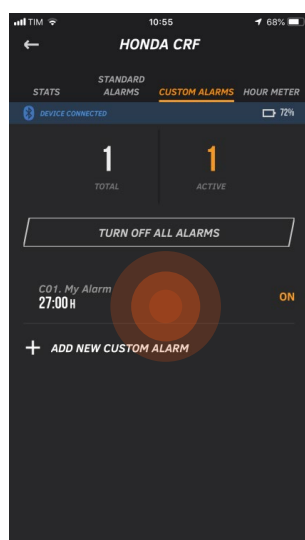 TIM 10:55 68%
HONDA CRF
STATS STANDARD ALARMS CUSTOM ALARMS HOUR METER
DEVICE CONNECTED 72%
1 1
TOTAL ACTIVE
TURN OFF ALL ALARMS
C01. My Alarm
27:00 H ON
+ ADD NEW CUSTOM ALARM